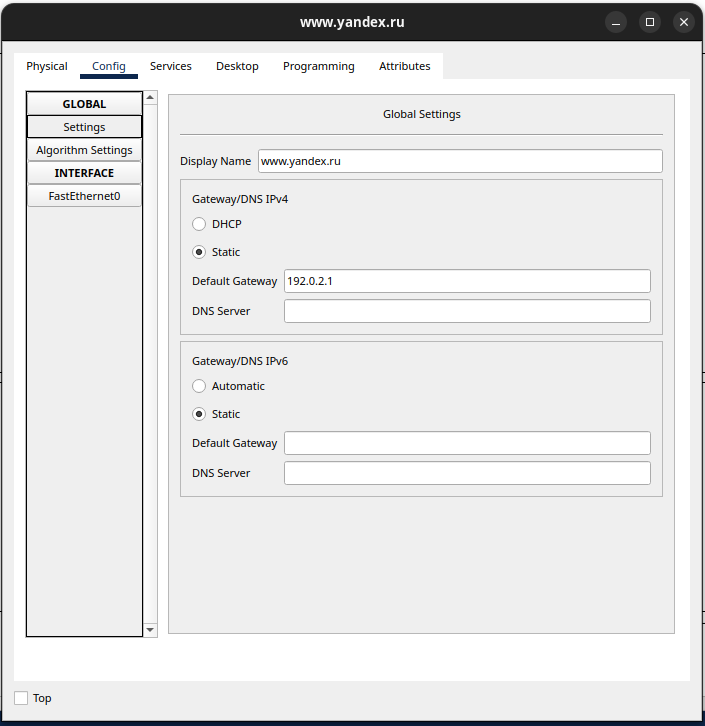 www.yandex.ru
Physical Config Services Desktop Programming Attributes
GLOBAL
Settings
Algorithm Settings
INTERFACE
FastEthernet0
Global Settings
Display Name www.yandex.ru
Gateway/DNS IPv4
DHCP
Static
Default Gateway 192.0.2.1
DNS Server
Gateway/DNS IPv6
Automatic
Static
Default Gateway
DNS Server
Top